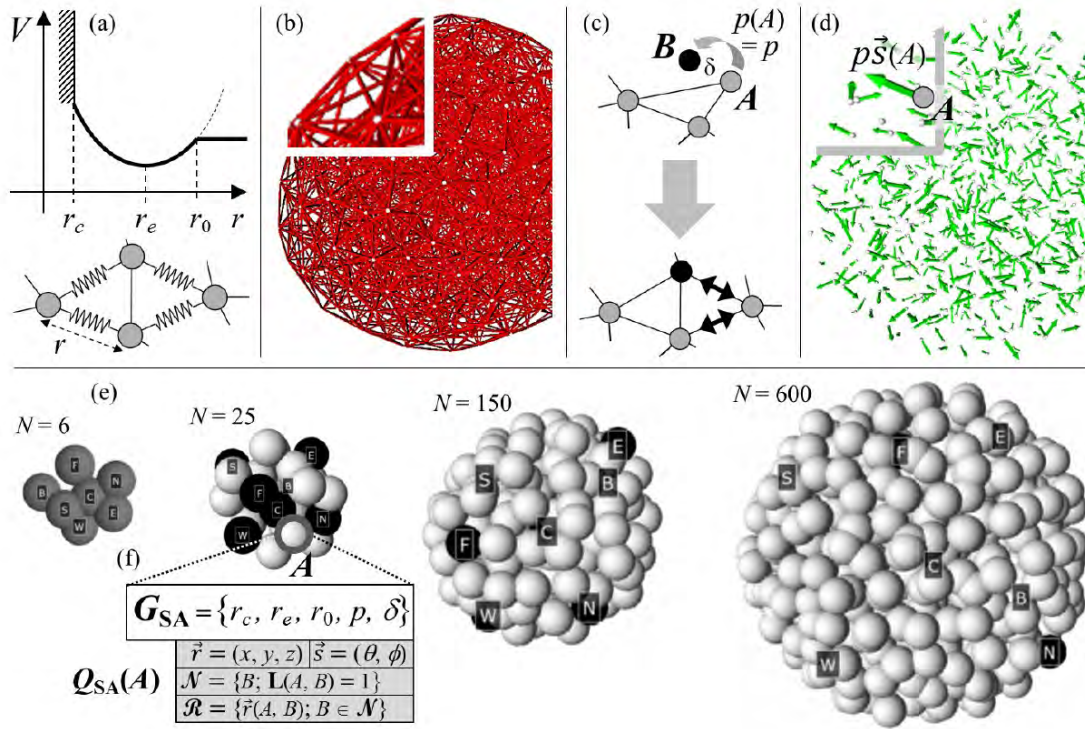 (a)
V
r_c r_e r_0 r
r
(b)
(c)
p(A)
= p
B
δ
A
(d)
ps⃗(A)
A
(e)
N = 6
F
B
N
C
S
E
W
N = 25
E
S
F
B
C
N
W
A
N = 150
E
S
B
C
F
W
N
N = 600
E
F
S
C
B
W
N
(f)
G_SA = {r_c, r_e, r_0, p, δ}
Q_SA(A)
r⃗ = (x, y, z) s⃗ = (θ, ϕ)
𝒩 = {B; L(A, B) = 1}
ℛ = {r⃗(A, B); B ∈ 𝒩}